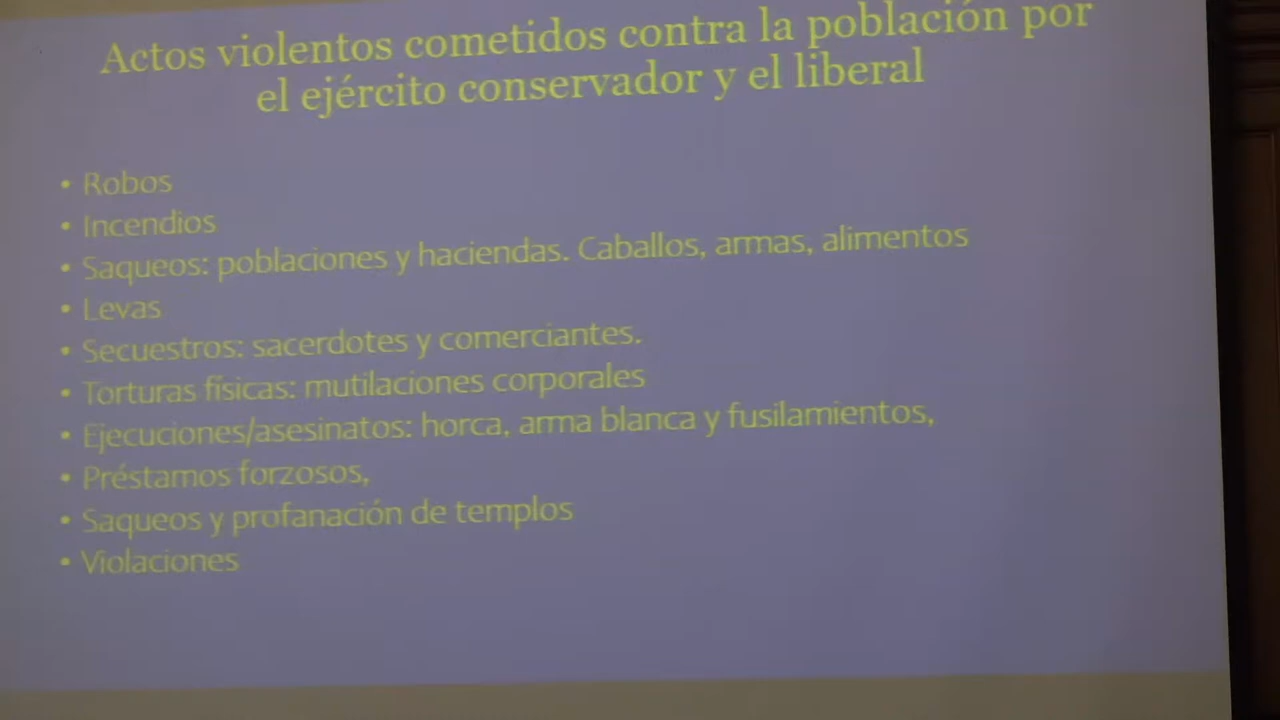 Actos violentos cometidos contra la población por
el ejército conservador y el liberal
• Robos
• Incendios
• Saqueos: poblaciones y haciendas. Caballos, armas, alimentos
• Levas
• Secuestros: sacerdotes y comerciantes.
• Torturas físicas: mutilaciones corporales
• Ejecuciones/asesinatos: horca, arma blanca y fusilamientos,
• Préstamos forzosos,
• Saqueos y profanación de templos
• Violaciones